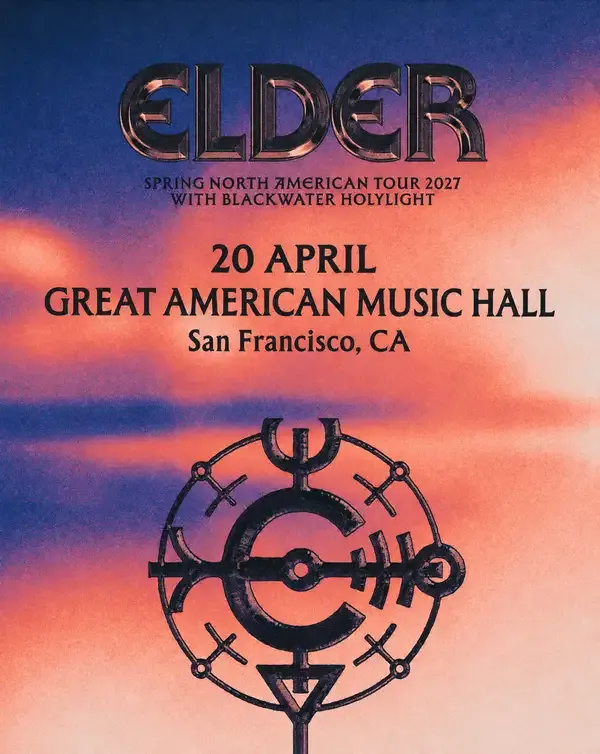 ELDER
SPRING NORTH AMERICAN TOUR 2027
WITH BLACKWATER HOLYLIGHT
20 APRIL
GREAT AMERICAN MUSIC HALL
San Francisco, CA